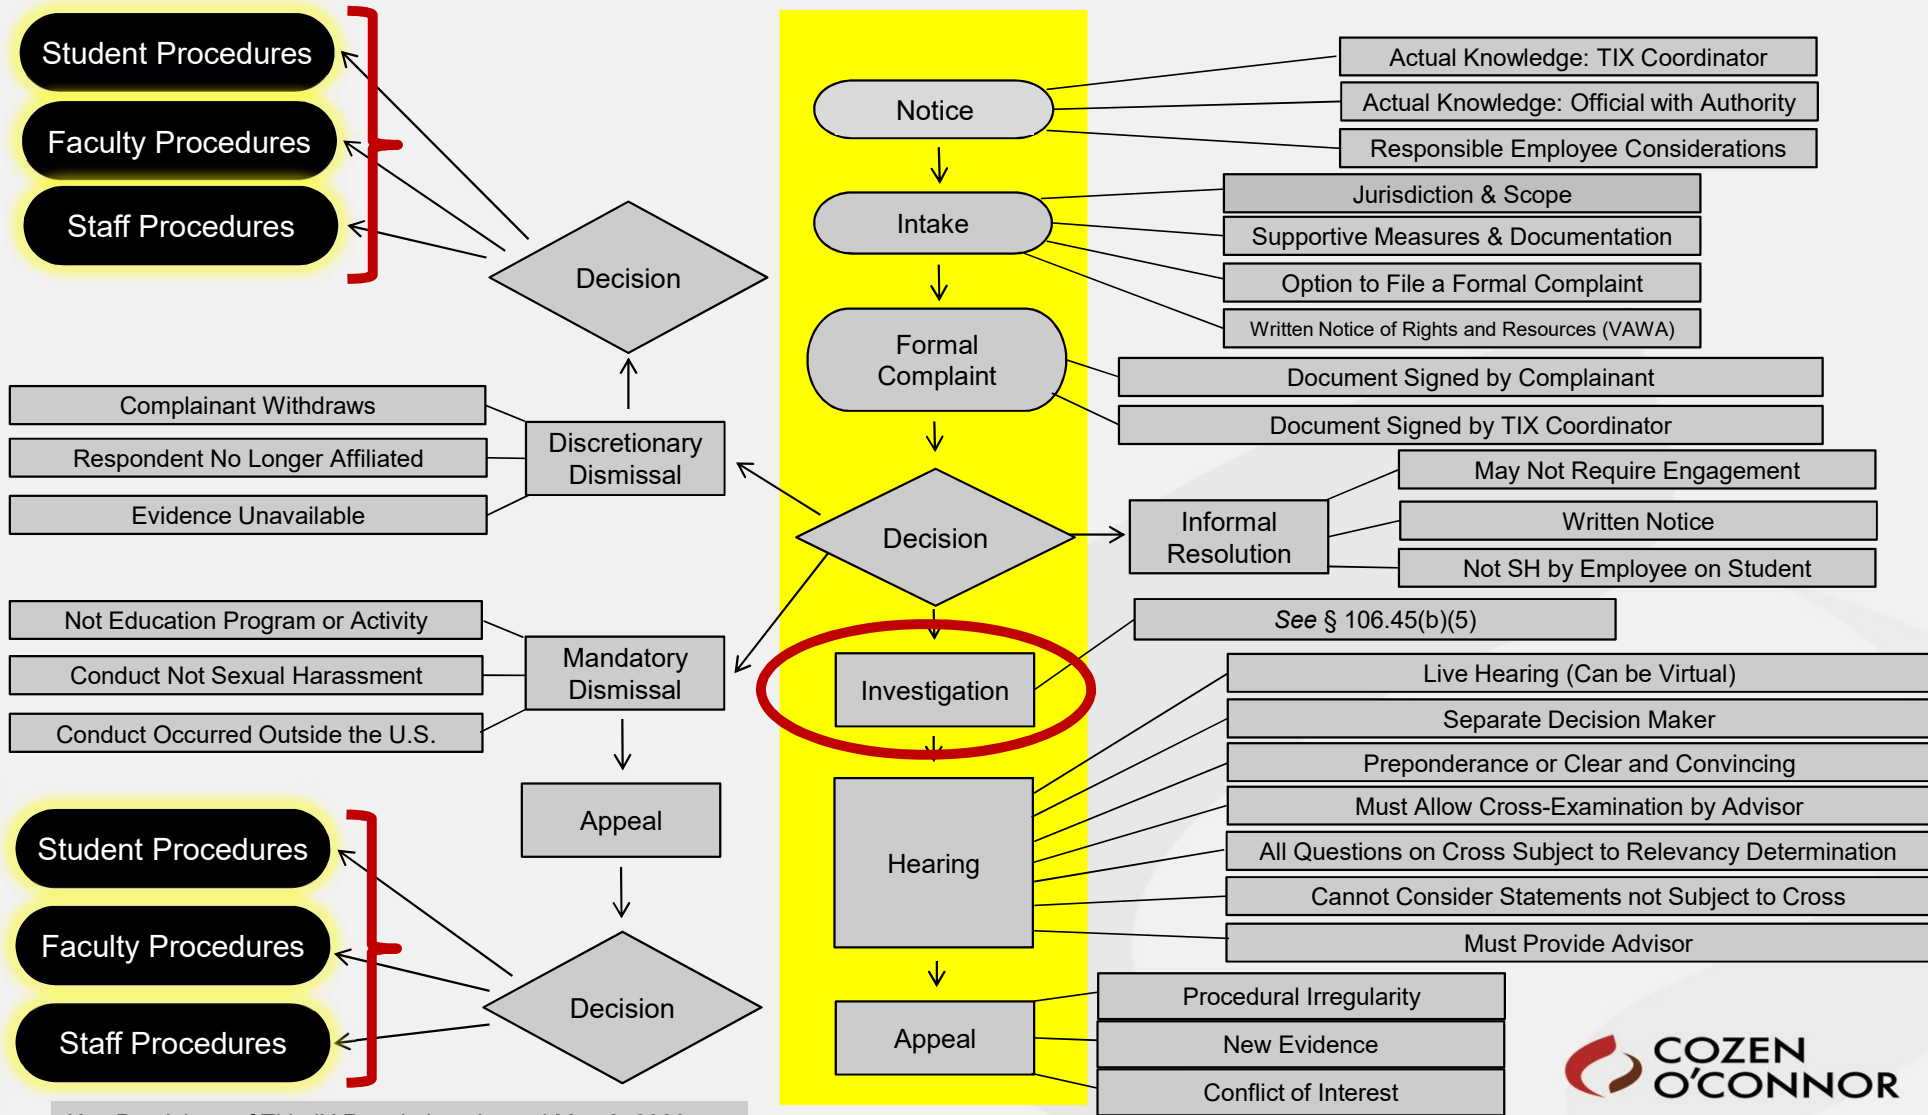 Student Procedures
Faculty Procedures
Staff Procedures
Decision
Complainant Withdraws
Respondent No Longer Affiliated
Evidence Unavailable
Discretionary
Dismissal
Not Education Program or Activity
Conduct Not Sexual Harassment
Conduct Occurred Outside the U.S.
Mandatory
Dismissal
Appeal
Decision
Student Procedures
Faculty Procedures
Staff Procedures
Notice
Actual Knowledge: TIX Coordinator
Actual Knowledge: Official with Authority
Responsible Employee Considerations
Intake
Jurisdiction & Scope
Supportive Measures & Documentation
Option to File a Formal Complaint
Written Notice of Rights and Resources (VAWA)
Formal
Complaint
Document Signed by Complainant
Document Signed by TIX Coordinator
Decision
Informal
Resolution
May Not Require Engagement
Written Notice
Not SH by Employee on Student
Investigation
See § 106.45(b)(5)
Hearing
Live Hearing (Can be Virtual)
Separate Decision Maker
Preponderance or Clear and Convincing
Must Allow Cross-Examination by Advisor
All Questions on Cross Subject to Relevancy Determination
Cannot Consider Statements not Subject to Cross
Must Provide Advisor
Appeal
Procedural Irregularity
New Evidence
Conflict of Interest
COZEN
O'CONNOR